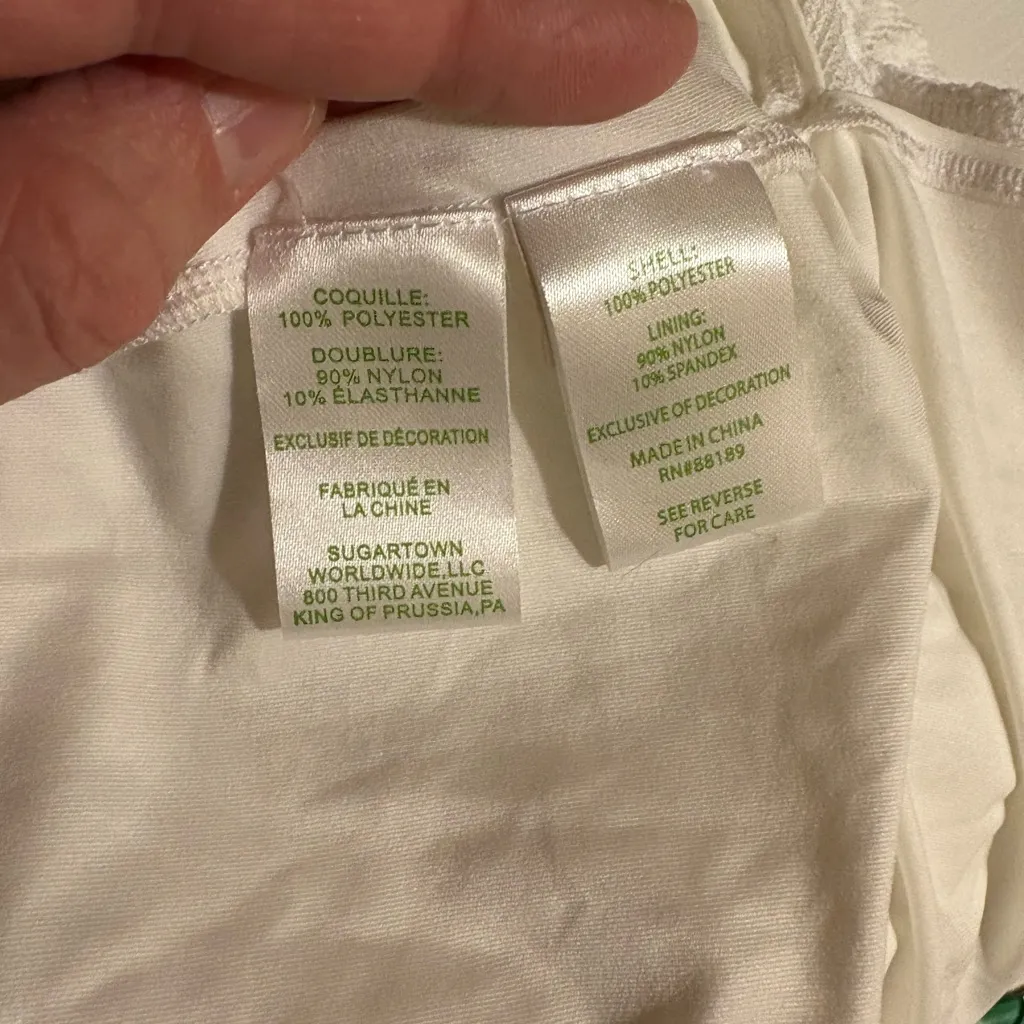 COQUILLE:
100% POLYESTER
DOUBLURE:
90% NYLON
10% ÉLASTHANNE
EXCLUSIF DE DÉCORATION
FABRIQUÉ EN
LA CHINE
SUGARTOWN
WORLDWIDE,LLC
800 THIRD AVENUE
KING OF PRUSSIA,PA
SHELL:
100% POLYESTER
LINING:
90% NYLON
10% SPANDEX
EXCLUSIVE OF DECORATION
MADE IN CHINA
RN#88189
SEE REVERSE
FOR CARE